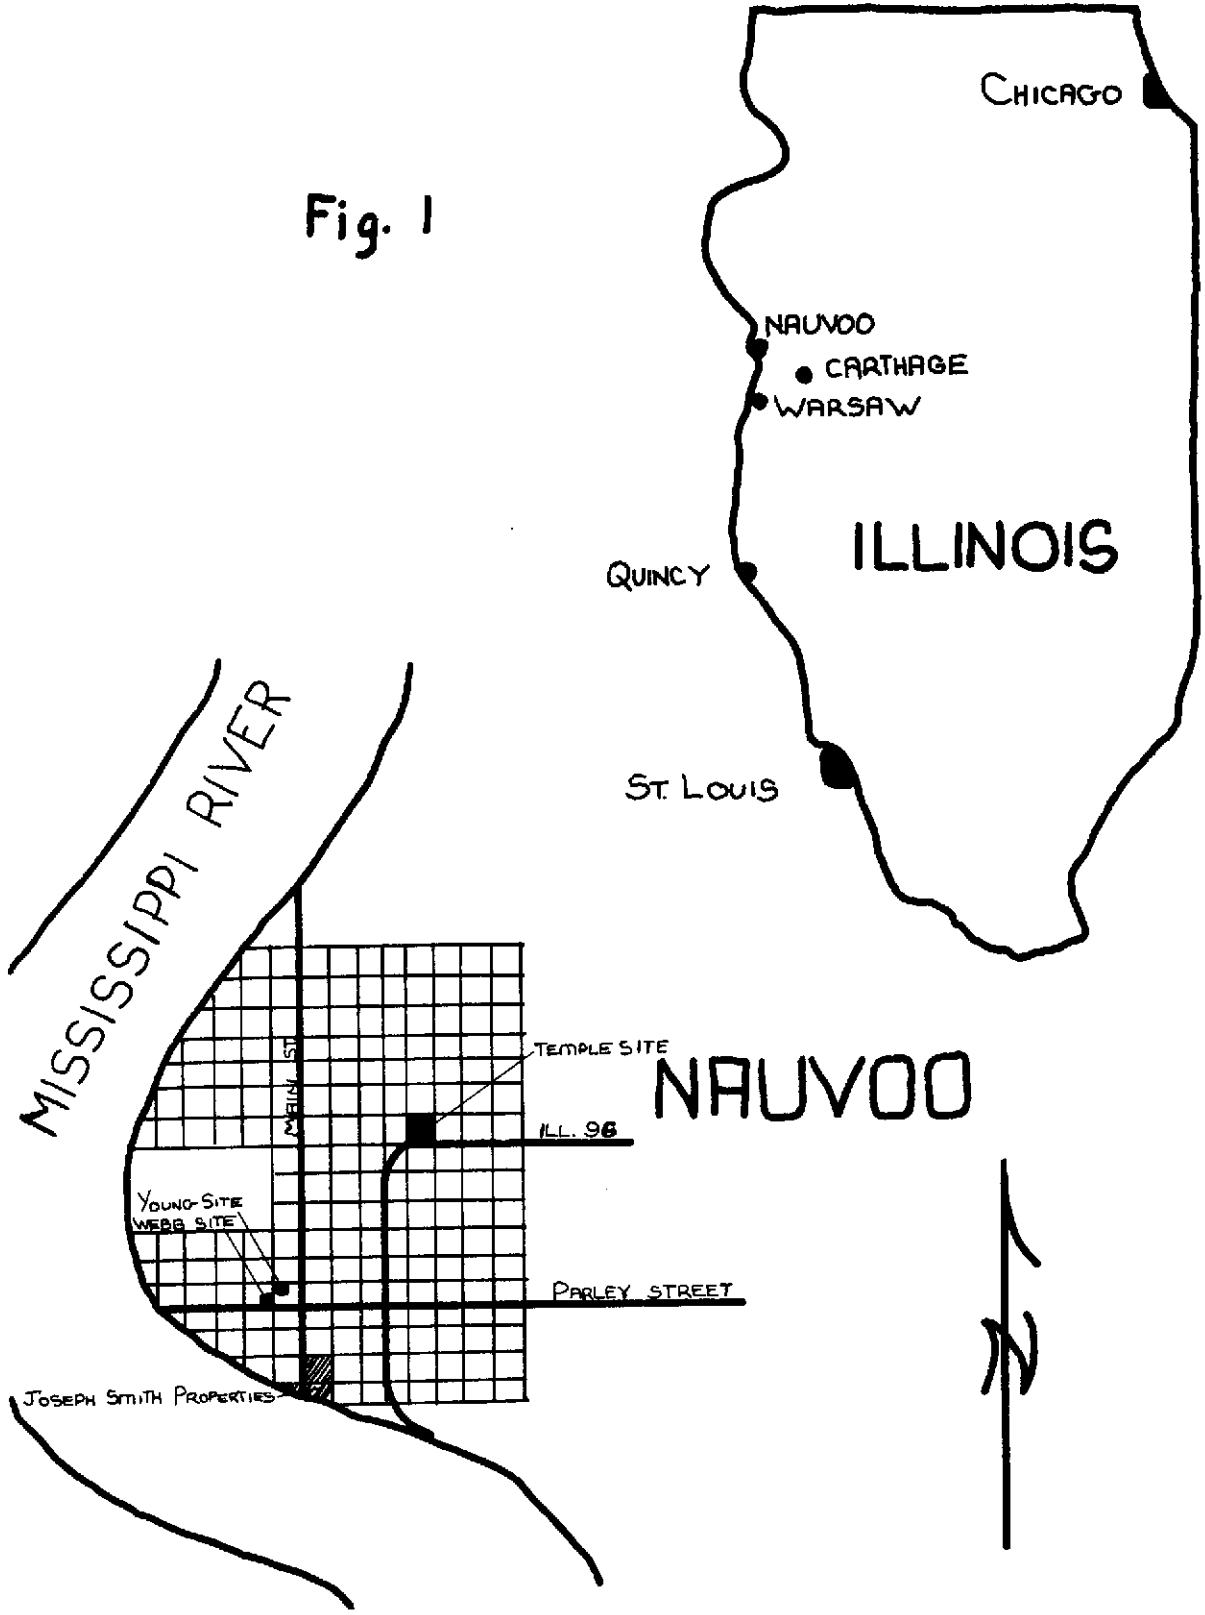 CHICAGO
Fig. 1
NAUVOO
CARTHAGE
WARSAW
ILLINOIS
QUINCY
ST. LOUIS
MISSISSIPPI RIVER
MAIN ST.
TEMPLE SITE
NAUVOO
ILL. 96
YOUNG SITE
WEBB SITE
PARLEY STREET
JOSEPH SMITH PROPERTIES
N